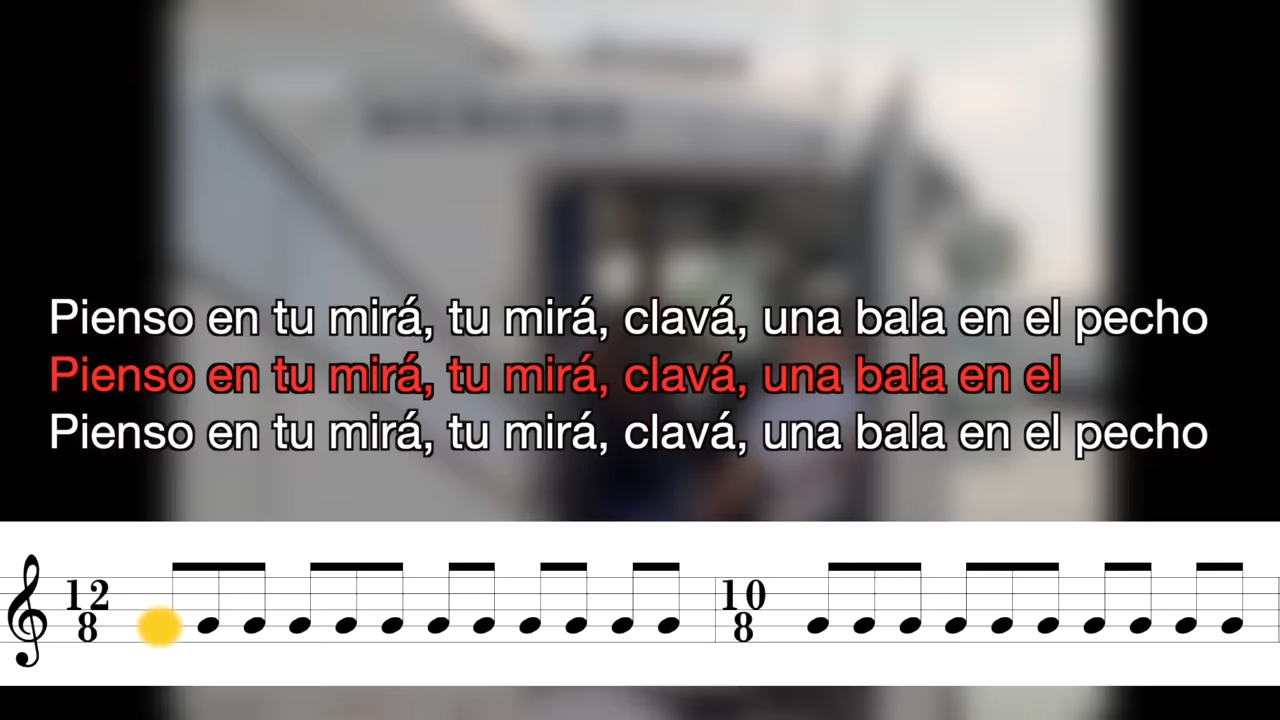 Pienso en tu mirá, tu mirá, clavá, una bala en el pecho
Pienso en tu mirá, tu mirá, clavá, una bala en el
Pienso en tu mirá, tu mirá, clavá, una bala en el pecho
12
8
10
8